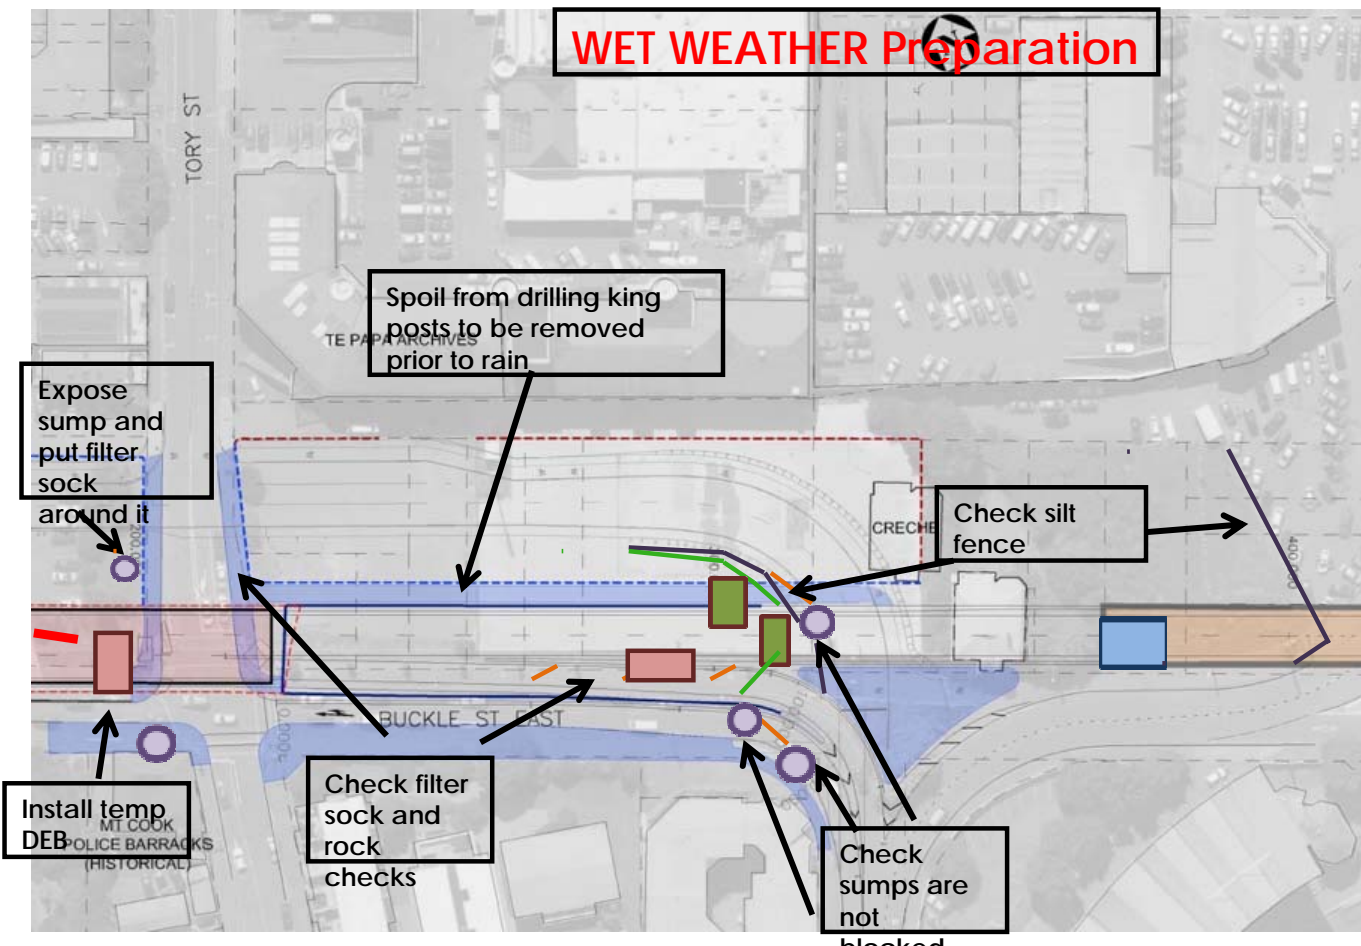 WET WEATHER Preparation
TORY ST
Spoil from drilling king
posts to be removed
prior to rain
TE PAPA ARCHIVES
Expose
sump and
put filter
sock
around it
Check silt
fence
CRECHE
BUCKLE ST EAST
Install temp
DEB
MT COOK
POLICE BARRACKS
(HISTORICAL)
Check filter
sock and
rock
checks
Check
sumps are
not
blocked